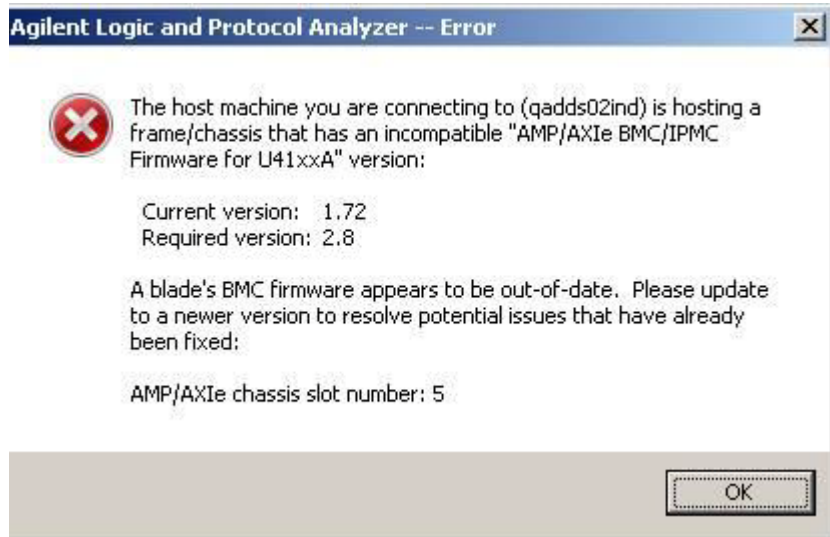 Agilent Logic and Protocol Analyzer -- Error
The host machine you are connecting to (qadds02ind) is hosting a
frame/chassis that has an incompatible "AMP/AXIe BMC/IPMC
Firmware for U41xxA" version:
Current version: 1.72
Required version: 2.8
A blade's BMC firmware appears to be out-of-date. Please update
to a newer version to resolve potential issues that have already
been fixed:
AMP/AXIe chassis slot number: 5
OK